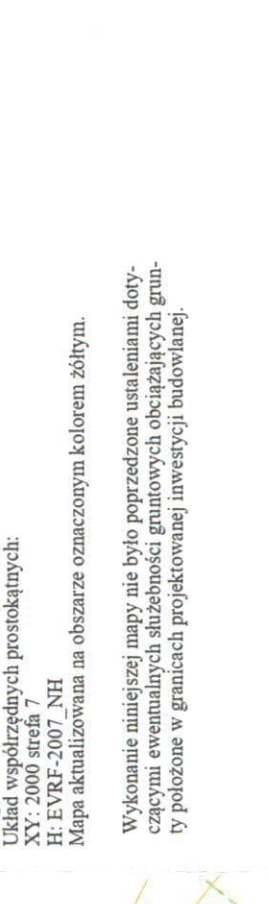 Układ współrzędnych prostokątnych:
XY: 2000 strefa 7
H: EVRF-2007_NH
Mapa aktualizowana na obszarze oznaczonym kolorem żółtym.
Wykonanie niniejszej mapy nie było poprzedzone ustaleniami doty-
czącymi ewentualnych służebności gruntowych obciążających grun-
ty położone w granicach projektowanej inwestycji budowlanej.